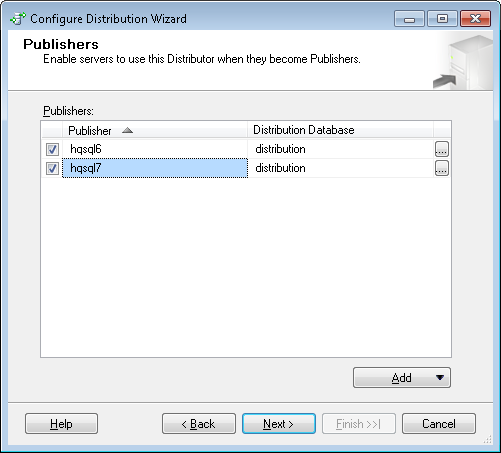 Configure Distribution Wizard
Publishers
Enable servers to use this Distributor when they become Publishers.
Publishers:
Publisher Distribution Database
hqsql6 distribution ...
hqsql7 distribution ...
Add
Help < Back Next > Finish >>| Cancel